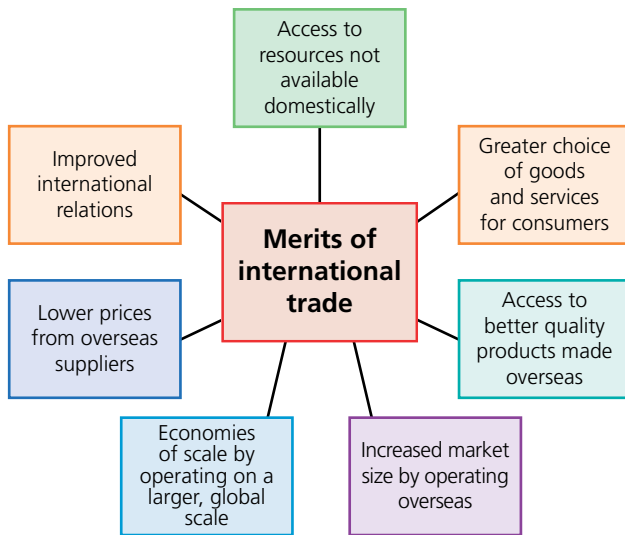 Access to
resources not
available
domestically
Improved
international
relations
Greater choice
of goods
and services
for consumers
Merits of
international
trade
Lower prices
from overseas
suppliers
Access to
better quality
products made
overseas
Economies
of scale by
operating on a
larger, global
scale
Increased market
size by operating
overseas